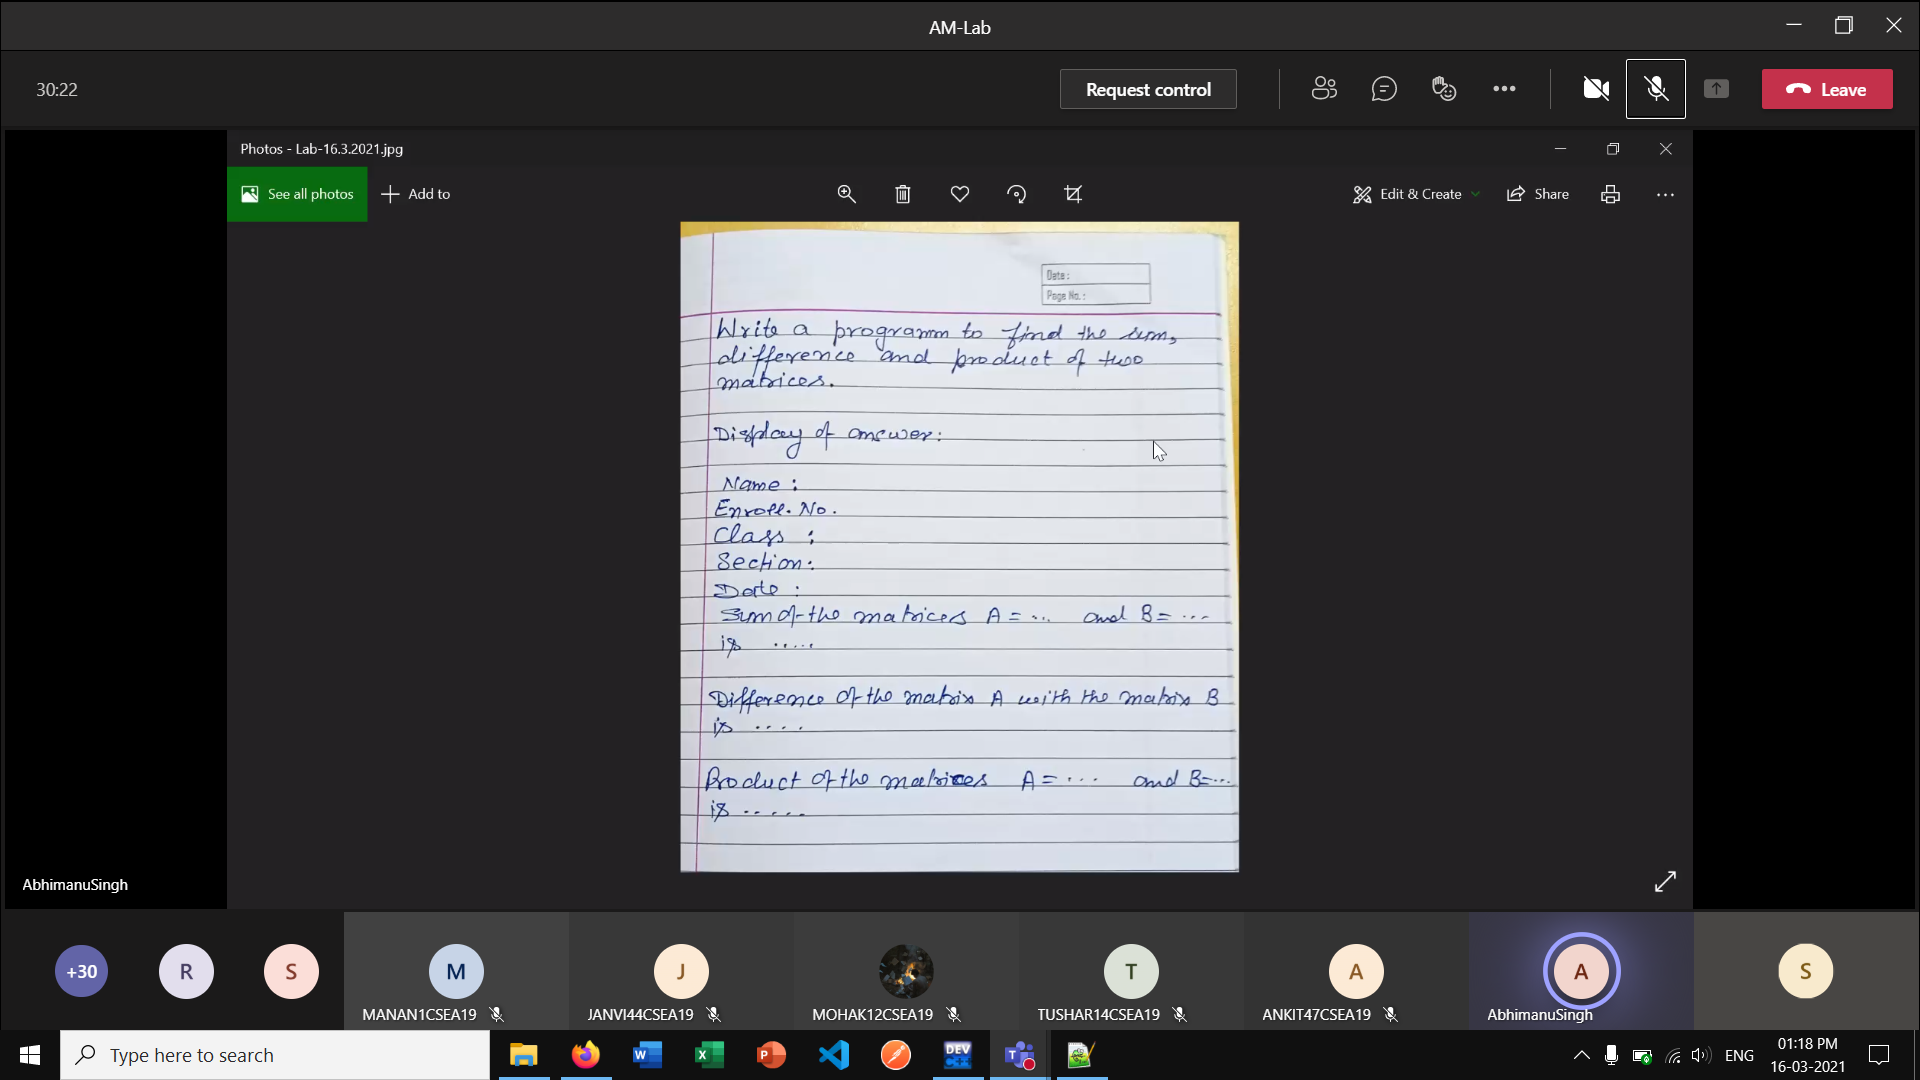 AM-Lab
30:22
Request control
Leave
Photos - Lab-16.3.2021.jpg
See all photos
Add to
Edit & Create
Share
Date :
Page No. :
Write a programm to find the sum,
difference and product of two
matrices.
Display of answer:
Name :
Enroll. No.
Class :
Section:
Date :
Sum of the matrices A = ... and B = ...
is .....
Difference of the matrix A with the matrix B
is ....
Product of the matrices A = ... and B = ...
is .....
AbhimanuSingh
+30
R
S
M
J
T
A
A
S
MANAN1CSEA19
JANVI44CSEA19
MOHAK12CSEA19
TUSHAR14CSEA19
ANKIT47CSEA19
AbhimanuSingh
Type here to search
W
X
P
DEV
C++
T
ENG
01:18 PM
16-03-2021